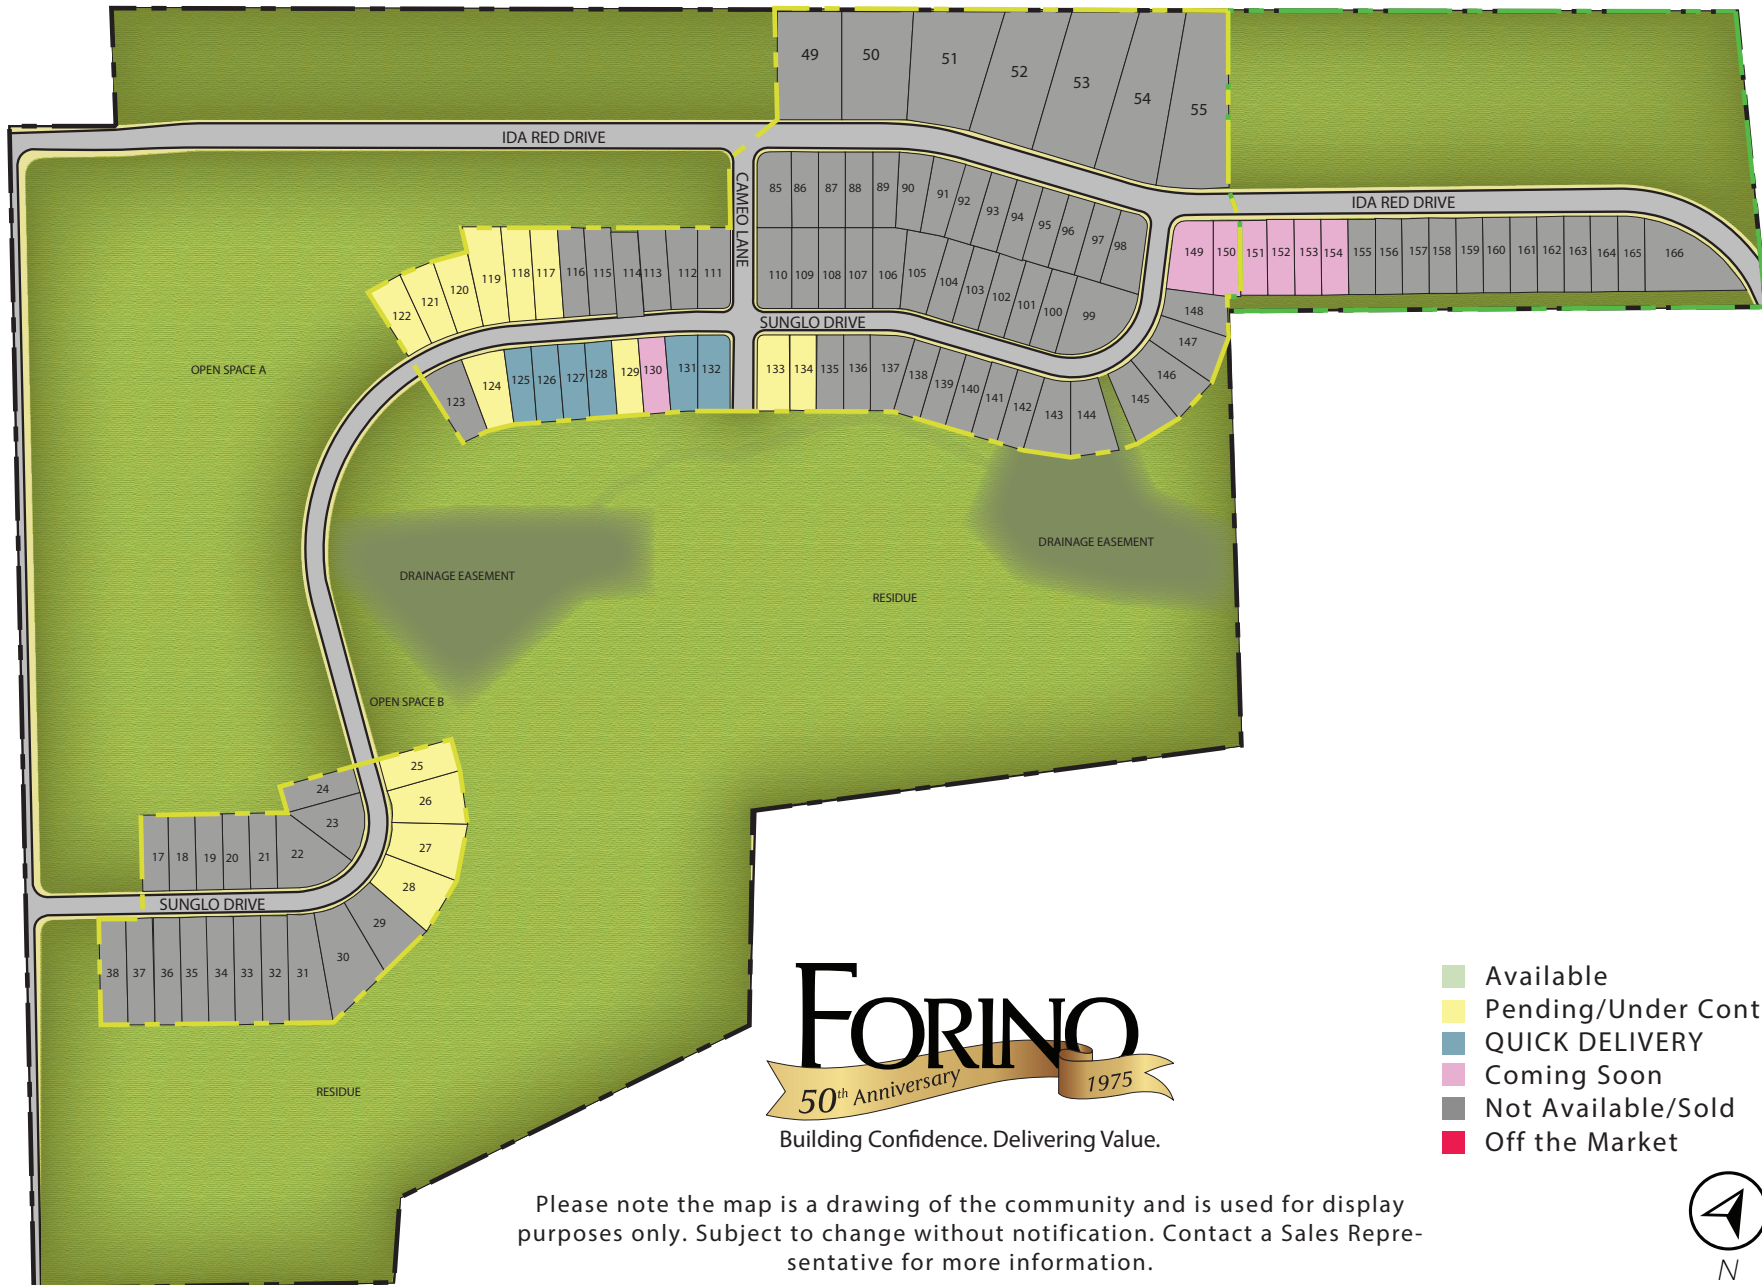 49 50 51 52 53 54 55
IDA RED DRIVE
CAMEO LANE
85 86 87 88 89 90 91 92 93 94 95 96 97 98
IDA RED DRIVE
149 150 151 152 153 154 155 156 157 158 159 160 161 162 163 164 165 166
122 121 120 119 118 117 116 115 114 113 112 111
110 109 108 107 106 105 104 103 102 101 100 99
148
147
146
145
SUNGLO DRIVE
123 124 125 126 127 128 129 130 131 132
133 134 135 136 137 138 139 140 141 142 143 144
OPEN SPACE A
DRAINAGE EASEMENT
DRAINAGE EASEMENT
RESIDUE
OPEN SPACE B
25
26
27
28
29
30
24
23
17 18 19 20 21 22
SUNGLO DRIVE
38 37 36 35 34 33 32 31
RESIDUE
FORINO
50th Anniversary 1975
Building Confidence. Delivering Value.
Available
Pending/Under Cont
QUICK DELIVERY
Coming Soon
Not Available/Sold
Off the Market
Please note the map is a drawing of the community and is used for display
purposes only. Subject to change without notification. Contact a Sales Repre-
sentative for more information.
N